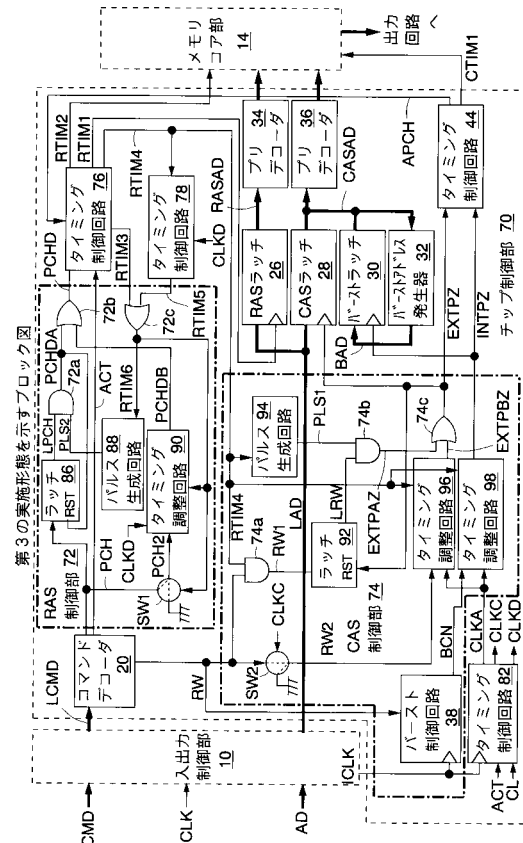 第3の実施形態を示すブロック図
CMD
CLK
AD
入出力
制御部
10
LCMD
ICLK
コマンド
デコーダ
20
RAS
制御部 72
ラッチ
RST 86
PCH
LPCH
PLS2
72a
PCHDA
72b
PCHD
ACT
RTIM6
パルス 88
生成回路
72c
PCHDB
CLKD
PCH2
タイミング
調整回路 90
SW1
RTIM5
タイミング
制御回路 76
RTIM2
RTIM1
RTIM4
RTIM3
タイミング
制御回路 78
CLKD
RASAD
メモリ
コア部
14
出力
回路
へ
プリ
デコーダ 34
プリ
デコーダ 36
CASAD
APCH
CTIM1
RASラッチ
26
CASラッチ
28
バーストラッチ
30
バーストアドレス
発生器 32
BAD
タイミング
制御回路 44
EXTPZ
INTPZ
チップ制御部 70
RTIM4
パルス 94
生成回路
LAD
PLS1
74a
74b
74c
RW1
ラッチ
RST 92
LRW
EXTPAZ
EXTPBZ
CLKC
CAS
制御部 74
RW
SW2
RW2
タイミング
調整回路 96
タイミング
調整回路 98
BCN
CLKA
CLKC
CLKD
バースト
制御回路 38
タイミング
制御回路 82
ACT
CL